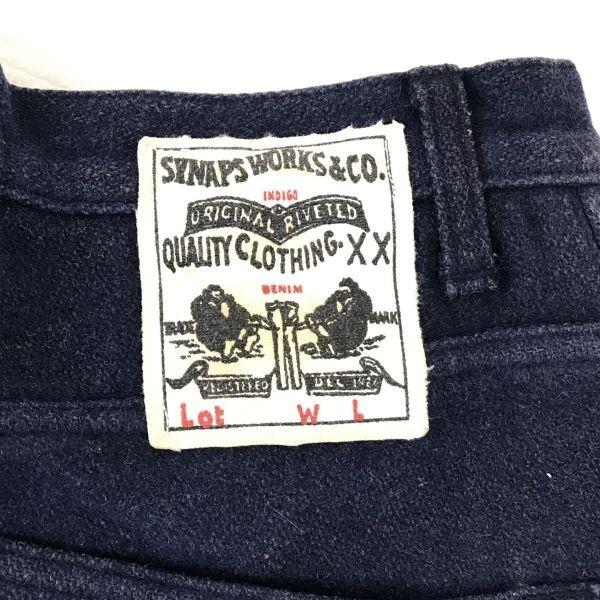 SYNAPS WORKS & CO.
INDIGO
ORIGINAL RIVETED
QUALITY CLOTHING. XX
DENIM
TRADE MARK
REGISTERED
Lot W L